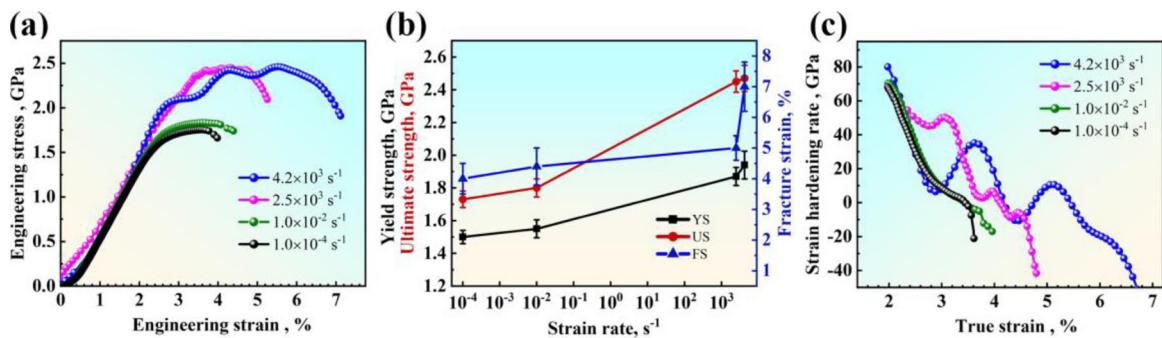 (a)
Engineering stress , GPa
2.5
2.0
1.5
1.0
0.5
0.0
4.2×10³ s⁻¹
2.5×10³ s⁻¹
1.0×10⁻² s⁻¹
1.0×10⁻⁴ s⁻¹
0 1 2 3 4 5 6 7
Engineering strain , %
(b)
Yield strength, GPa
Ultimate strength, GPa
2.6
2.4
2.2
2.0
1.8
1.6
1.4
1.2
YS
US
FS
8
7
6
5
4
3
2
1
Fracture strain, %
10⁻⁴ 10⁻³ 10⁻² 10⁻¹ 10⁰ 10¹ 10² 10³
Strain rate, s⁻¹
(c)
Strain hardening rate , GPa
80
60
40
20
0
-20
-40
4.2×10³ s⁻¹
2.5×10³ s⁻¹
1.0×10⁻² s⁻¹
1.0×10⁻⁴ s⁻¹
2 3 4 5 6 7
True strain , %